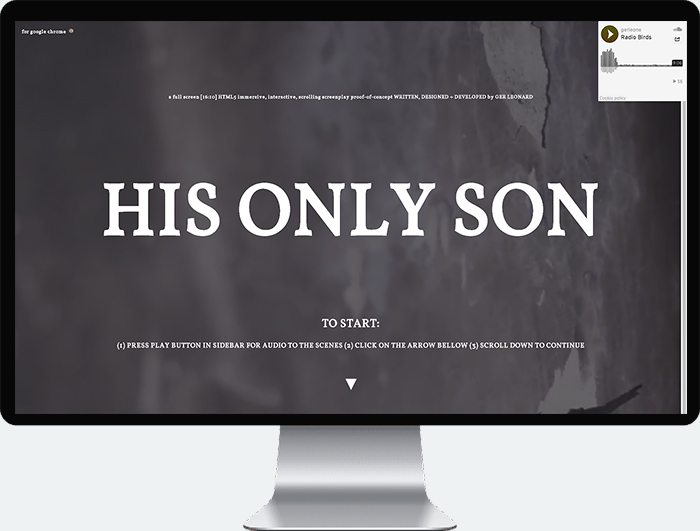 for google chrome
gerleone
Radio Birds
Cookie policy
a full screen [16:10] HTML5 immersive, interactive, scrolling screenplay proof-of-concept WRITTEN, DESIGNED + DEVELOPED by GER LEONARD
HIS ONLY SON
TO START:
(1) PRESS PLAY BUTTON IN SIDEBAR FOR AUDIO TO THE SCENES (2) CLICK ON THE ARROW BELLOW (3) SCROLL DOWN TO CONTINUE